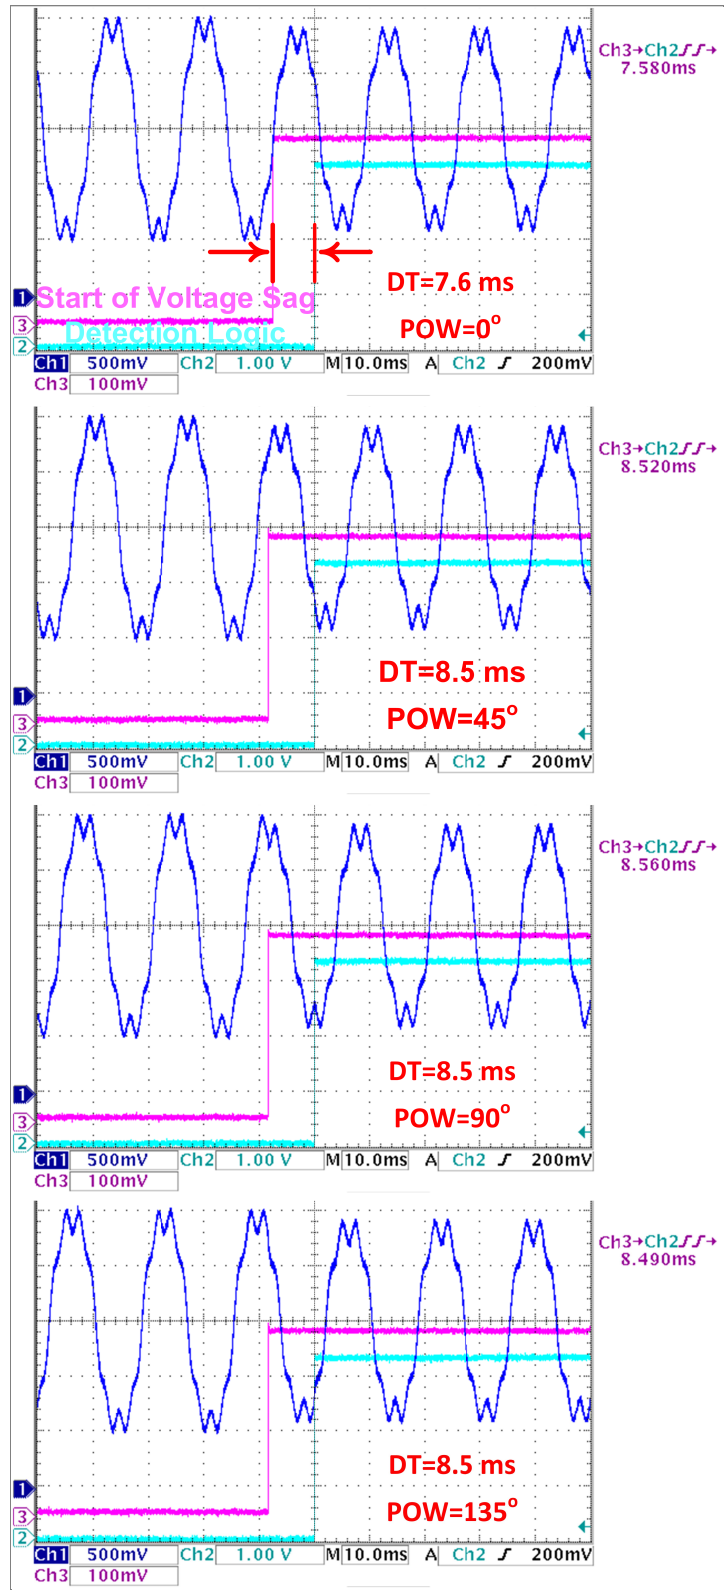 Ch3→Ch2⎍⎍→
7.580ms
DT=7.6 ms
1
Start of Voltage Sag
3
POW=0°
Detection Logic
2
Ch1 500mV Ch2 1.00 V M 10.0ms A Ch2 ʃ 200mV
Ch3 100mV
Ch3→Ch2ʃʃ→
8.520ms
DT=8.5 ms
1
POW=45°
3
2
Ch1 500mV Ch2 1.00 V M 10.0ms A Ch2 ʃ 200mV
Ch3 100mV
Ch3→Ch2ʃʃ→
8.560ms
DT=8.5 ms
1
POW=90°
3
2
Ch1 500mV Ch2 1.00 V M 10.0ms A Ch2 ʃ 200mV
Ch3 100mV
Ch3→Ch2ʃʃ→
8.490ms
DT=8.5 ms
1
POW=135°
3
2
Ch1 500mV Ch2 1.00 V M 10.0ms A Ch2 ʃ 200mV
Ch3 100mV